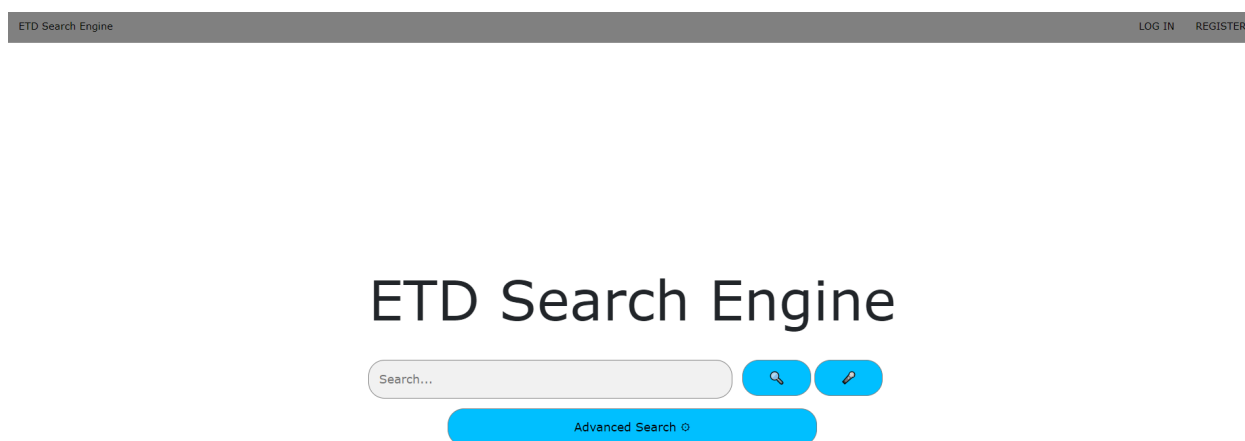 ETD Search Engine LOG IN REGISTER
ETD Search Engine
Search...
Advanced Search ⚙